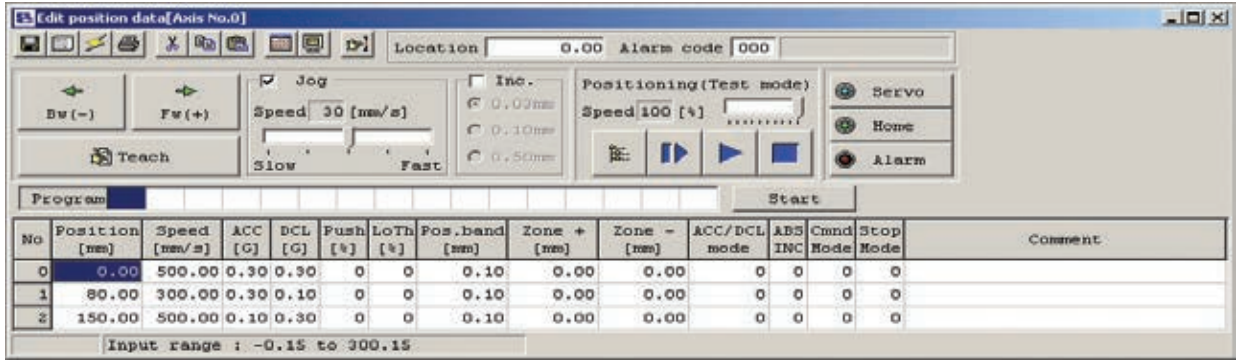 Edit position data[Axis No.0]
Location 0.00 Alarm code 000
Bw(-) Fw(+)
Teach
Jog
Speed 30 [mm/s]
Slow Fast
Inc.
0.03mm
0.10mm
0.50mm
Positioning(Test mode)
Speed 100 [%]
Servo
Home
Alarm
Program Start
No Position [mm] Speed [mm/s] ACC [G] DCL [G] Push [%] LoTh [%] Pos.band [mm] Zone + [mm] Zone - [mm] ACC/DCL mode ABS INC Cmnd Mode Stop Mode Comment
0 0.00 500.00 0.30 0.30 0 0 0.10 0.00 0.00 0 0 0 0
1 80.00 300.00 0.30 0.10 0 0 0.10 0.00 0.00 0 0 0 0
2 150.00 500.00 0.10 0.30 0 0 0.10 0.00 0.00 0 0 0 0
Input range : -0.15 to 300.15